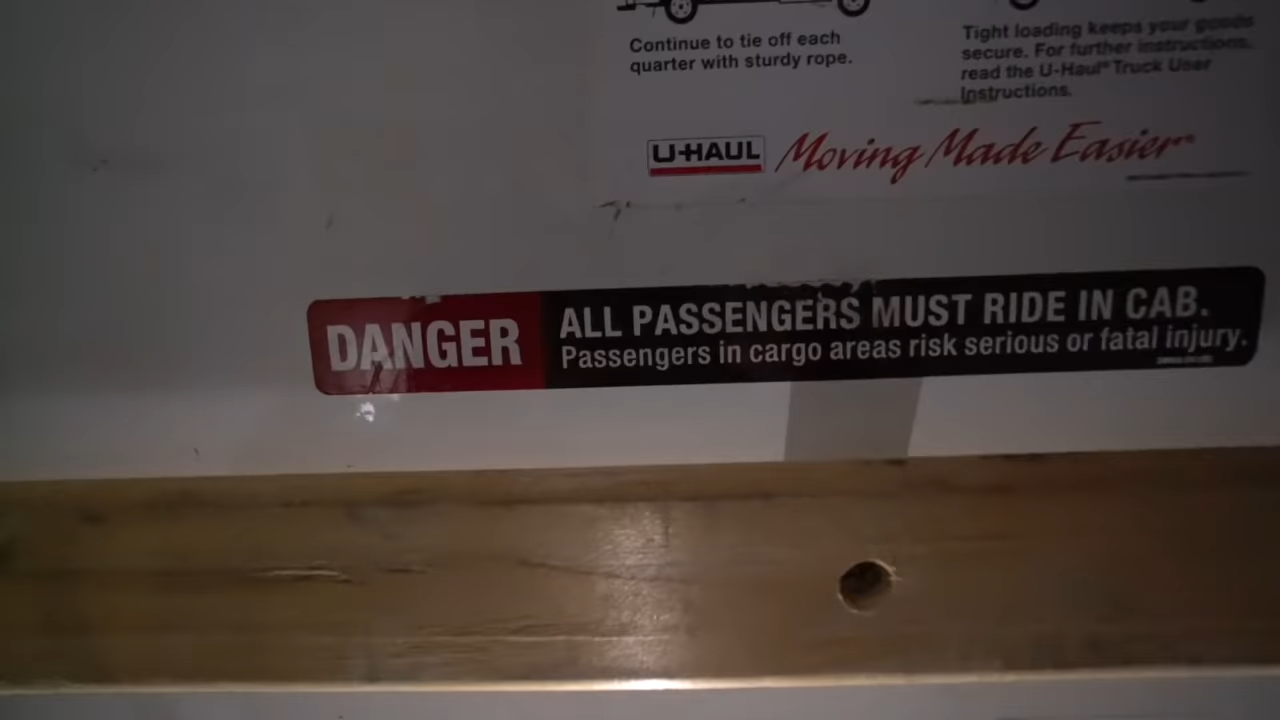 Continue to tie off each
quarter with sturdy rope.
Tight loading keeps your goods
secure. For further instructions,
read the U-Haul® Truck User
Instructions.
U-HAUL Moving Made Easier®
DANGER
ALL PASSENGERS MUST RIDE IN CAB.
Passengers in cargo areas risk serious or fatal injury.